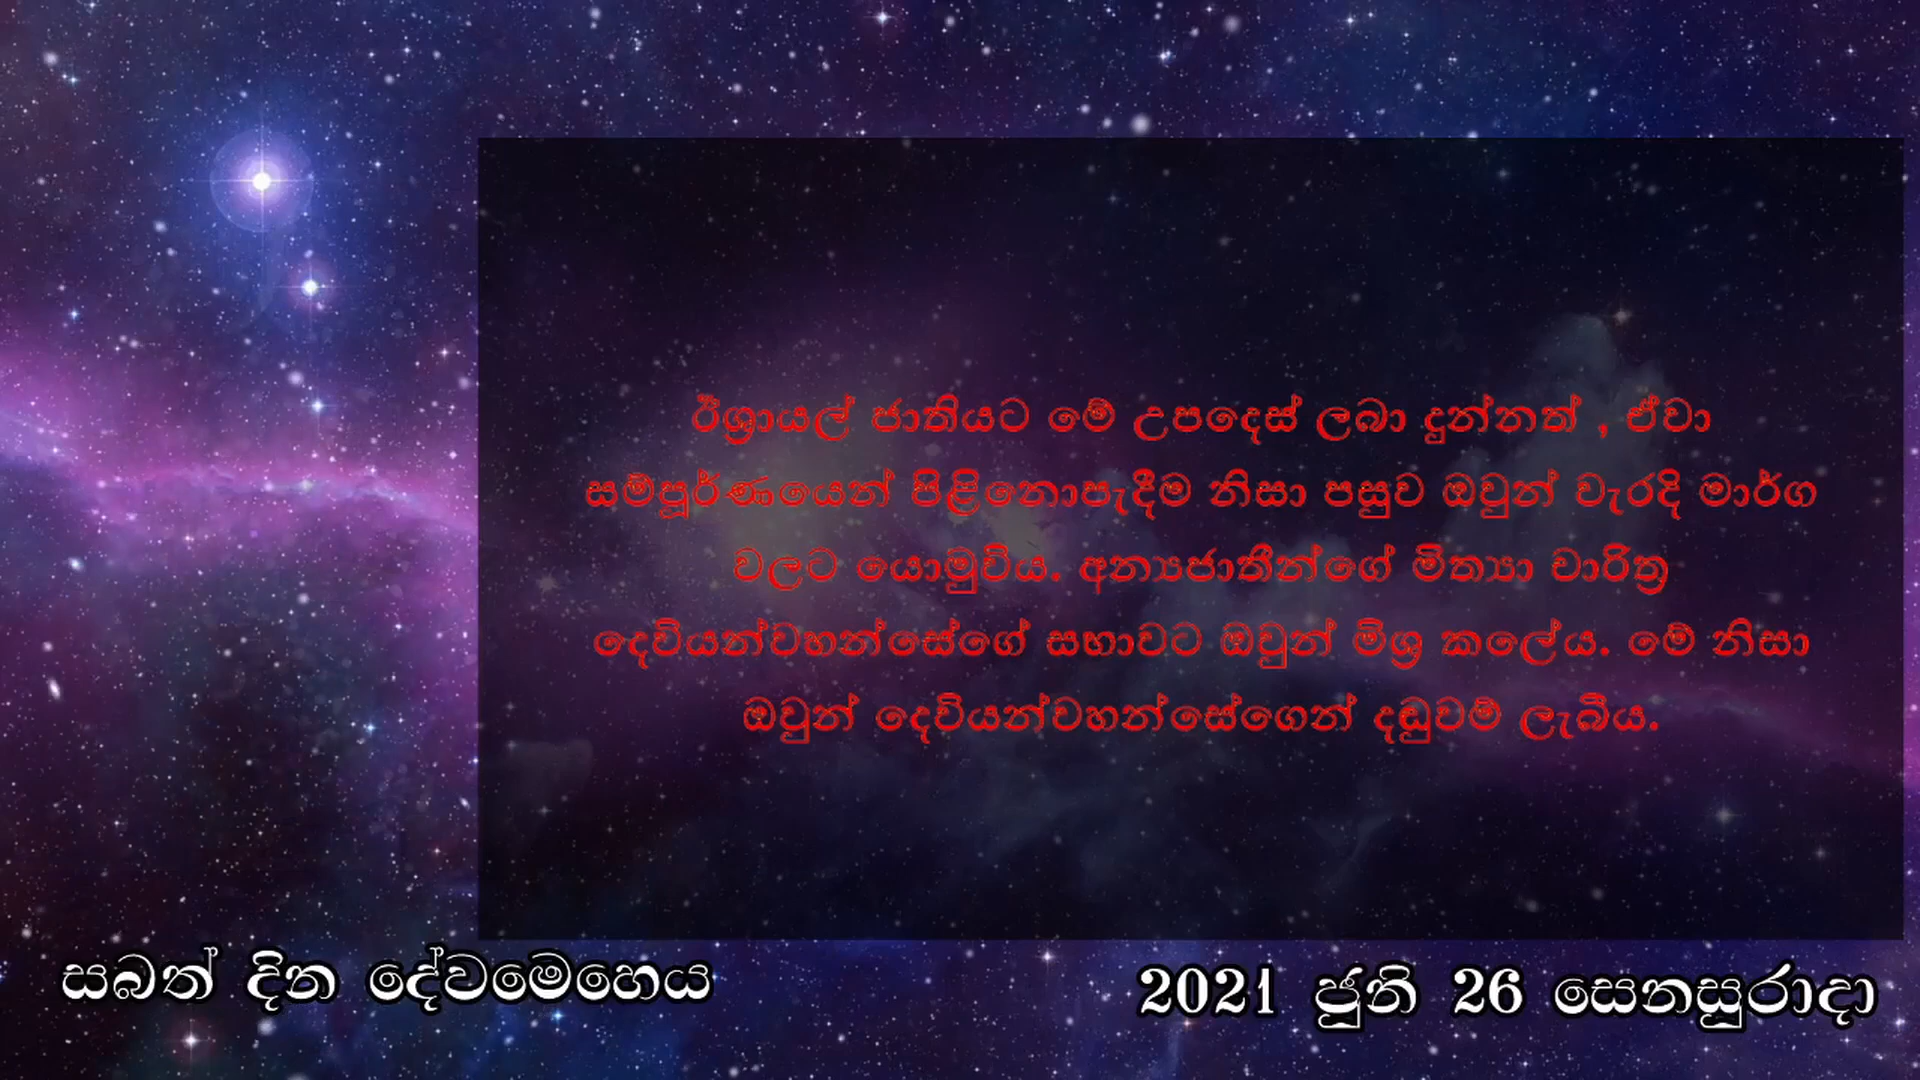 ඊශ්‍රායල් ජාතියට මේ උපදෙස් ලබා දුන්නත් , ඒවා
සම්පූර්ණයෙන් පිළිනොපැදීම නිසා පසුව ඔවුන් වැරදි මාර්ග
වලට යොමුවිය. අන්‍යජාතීන්ගේ මිත්‍යා චාරිත්‍ර
දෙවියන්වහන්සේගේ සභාවට ඔවුන් මිශ්‍ර කලේය. මේ නිසා
ඔවුන් දෙවියන්වහන්සේගෙන් දඬුවම් ලැබීය.
සබත් දින දේවමෙහෙය
2021 ජුනි 26 සෙනසුරාදා